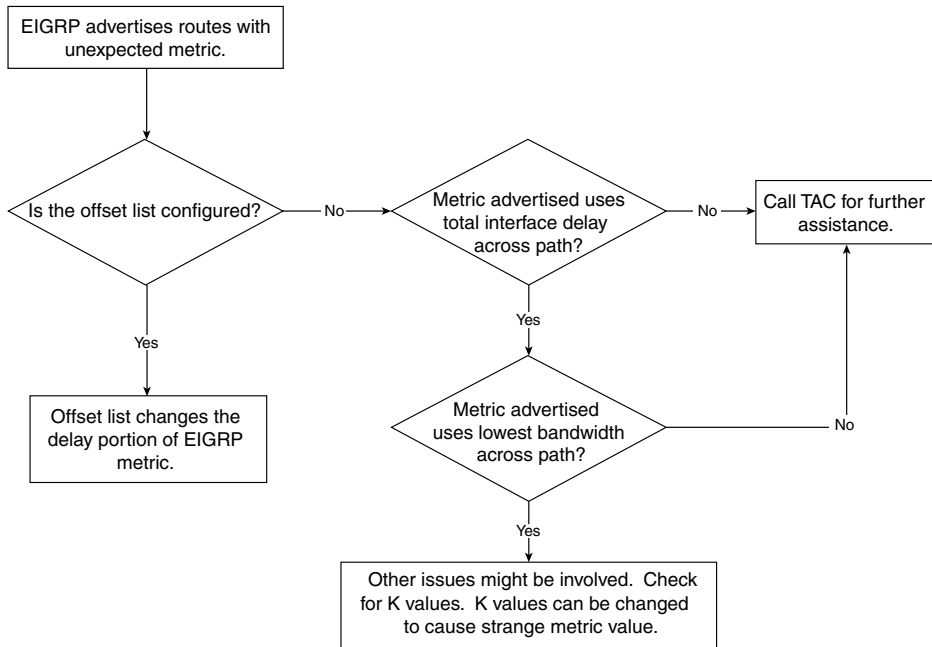 EIGRP advertises routes with
unexpected metric.
Is the offset list configured?
No
Metric advertised uses
total interface delay
across path?
No
Call TAC for further
assistance.
Yes
Yes
Offset list changes the
delay portion of EIGRP
metric.
Metric advertised
uses lowest bandwidth
across path?
No
Yes
Other issues might be involved.  Check
for K values.  K values can be changed
to cause strange metric value.